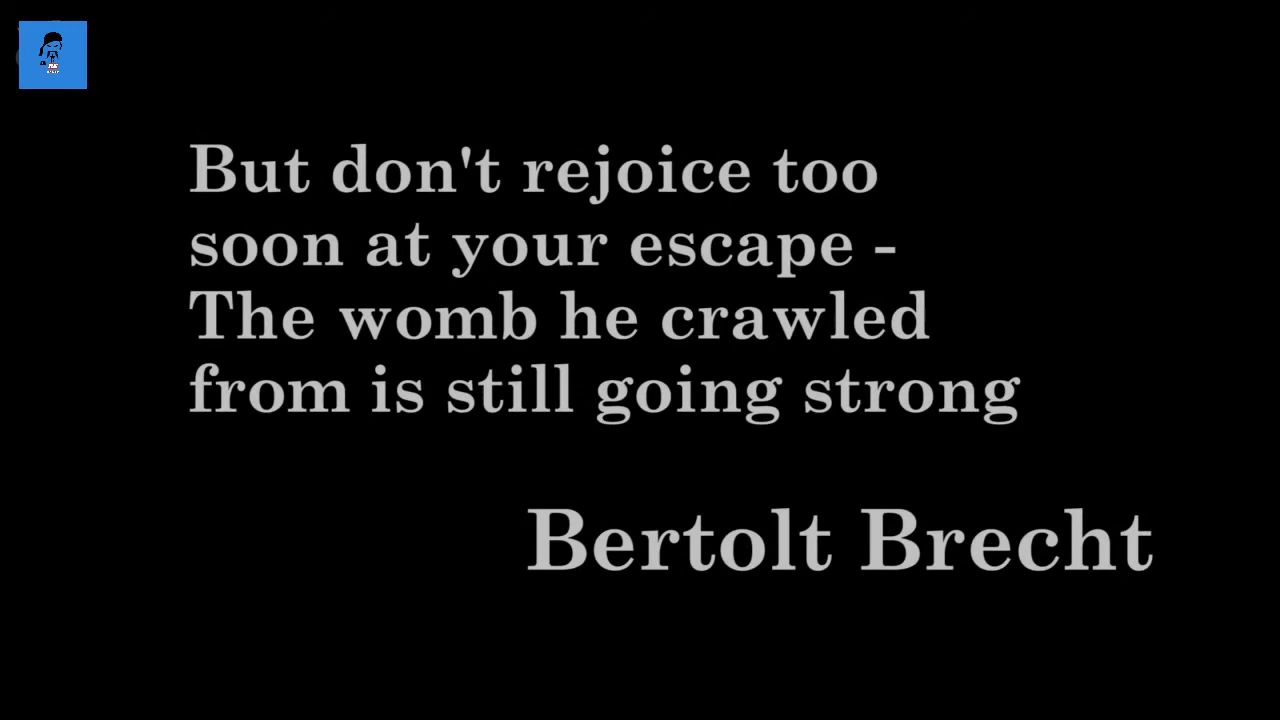 But don't rejoice too
soon at your escape -
The womb he crawled
from is still going strong
Bertolt Brecht